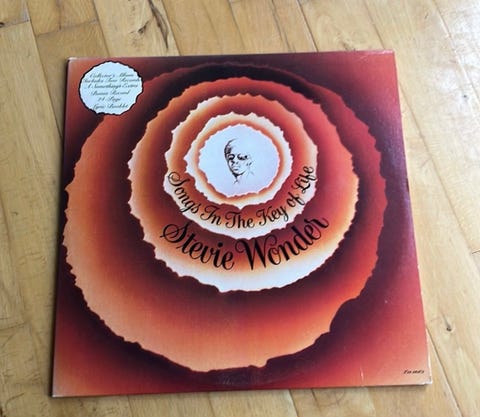 Collector's Album
Includes Two Records
A Something's Extra
Bonus Record
24-Page
Lyric Booklet
Songs In The Key of Life
Stevie Wonder